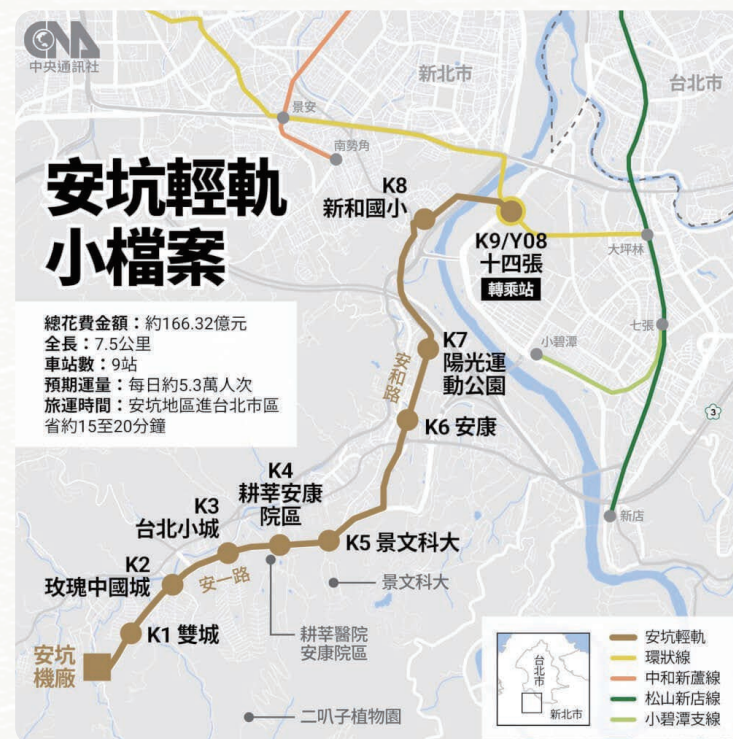 CNA
中央通訊社
安坑輕軌
小檔案
總花費金額：約166.32億元
全長：7.5公里
車站數：9站
預期運量：每日約5.3萬人次
旅運時間：安坑地區進台北市區
省約15至20分鐘
新北市
台北市
景安
南勢角
K8
新和國小
K9/Y08
十四張
轉乘站
大坪林
七張
小碧潭
K7
陽光運
動公園
安和路
K6 安康
3
新店
K4
耕莘安康
院區
K3
台北小城
K5 景文科大
K2
玫瑰中國城
安一路
景文科大
K1 雙城
耕莘醫院
安康院區
安坑
機廠
二叭子植物園
台北市
新北市
安坑輕軌
環狀線
中和新蘆線
松山新店線
小碧潭支線